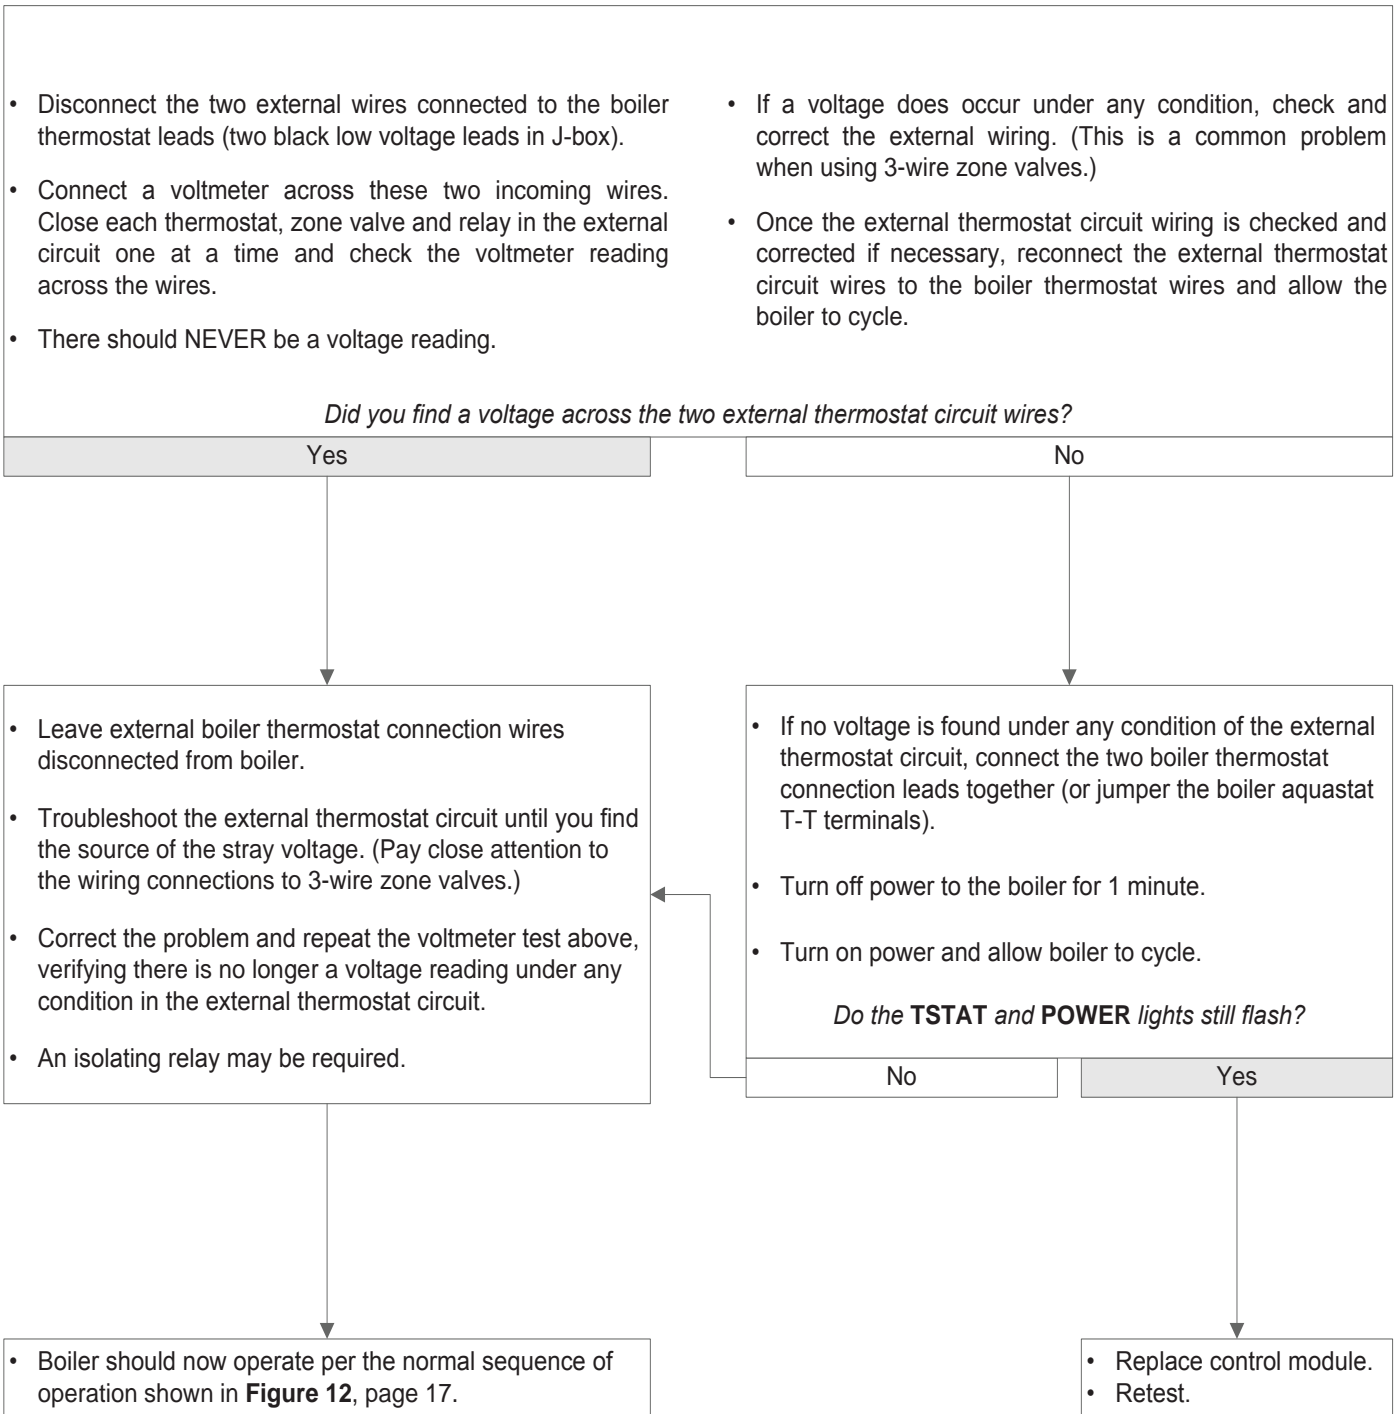 • Disconnect the two external wires connected to the boiler
thermostat leads (two black low voltage leads in J-box).
• Connect a voltmeter across these two incoming wires.
Close each thermostat, zone valve and relay in the external
circuit one at a time and check the voltmeter reading
across the wires.
• There should NEVER be a voltage reading.
• If a voltage does occur under any condition, check and
correct the external wiring. (This is a common problem
when using 3-wire zone valves.)
• Once the external thermostat circuit wiring is checked and
corrected if necessary, reconnect the external thermostat
circuit wires to the boiler thermostat wires and allow the
boiler to cycle.
Did you find a voltage across the two external thermostat circuit wires?
Yes
No
• Leave external boiler thermostat connection wires
disconnected from boiler.
• Troubleshoot the external thermostat circuit until you find
the source of the stray voltage. (Pay close attention to
the wiring connections to 3-wire zone valves.)
• Correct the problem and repeat the voltmeter test above,
verifying there is no longer a voltage reading under any
condition in the external thermostat circuit.
• An isolating relay may be required.
• If no voltage is found under any condition of the external
thermostat circuit, connect the two boiler thermostat
connection leads together (or jumper the boiler aquastat
T-T terminals).
• Turn off power to the boiler for 1 minute.
• Turn on power and allow boiler to cycle.
Do the TSTAT and POWER lights still flash?
No
Yes
• Boiler should now operate per the normal sequence of
operation shown in Figure 12, page 17.
• Replace control module.
• Retest.